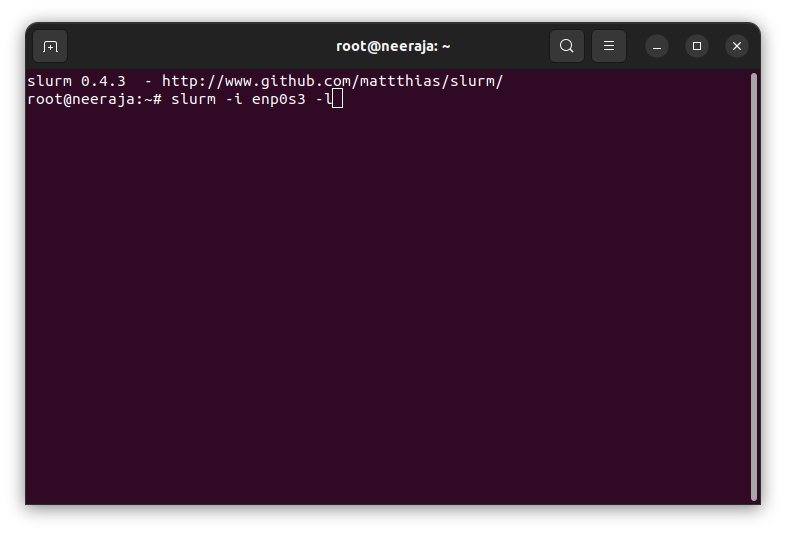 root@neeraja: ~
slurm 0.4.3  - http://www.github.com/mattthias/slurm/
root@neeraja:~# slurm -i enp0s3 -l